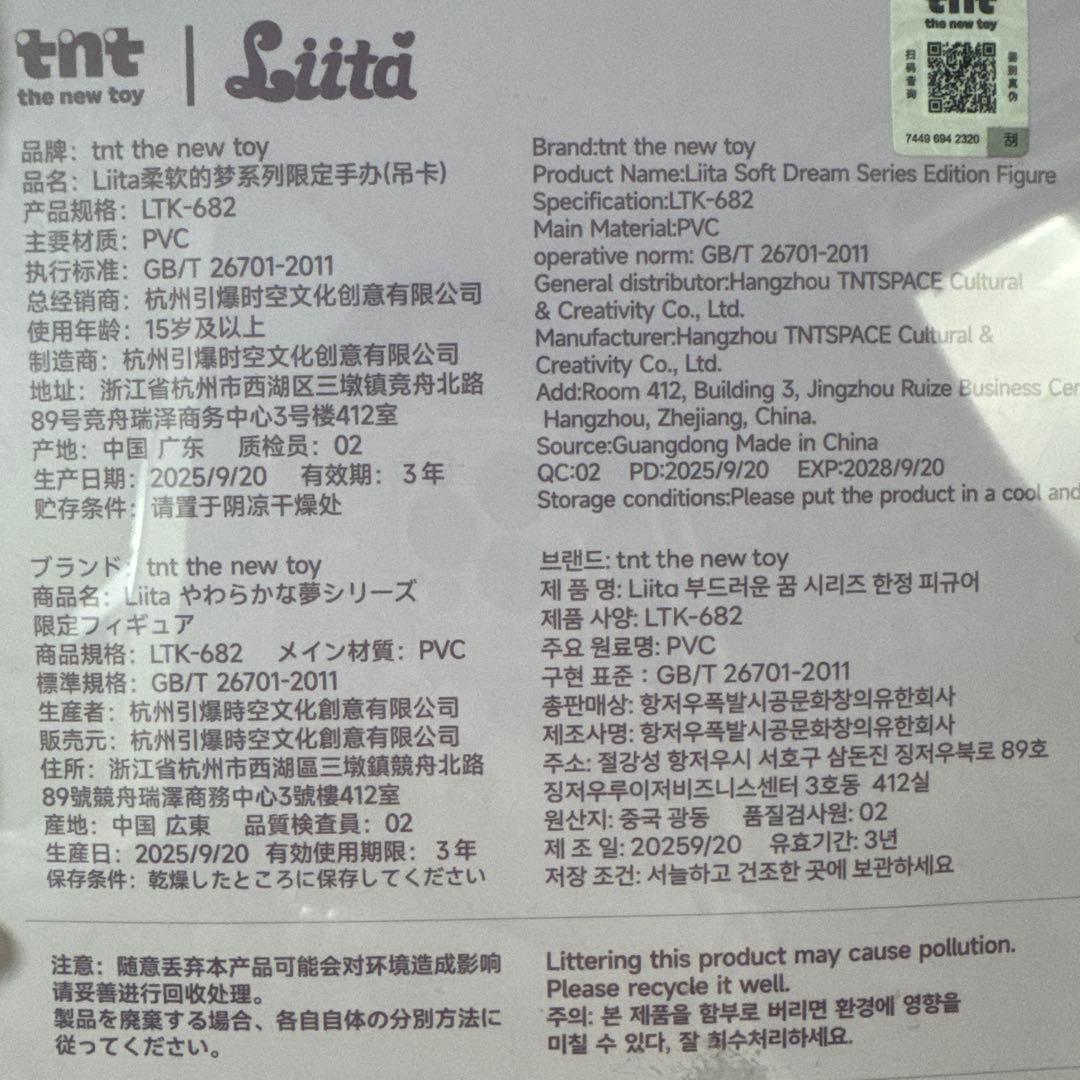 tnt
the new toy
Liita
tnt
the new toy
扫码查询
鉴别真伪
7449 694 2320
刮
品牌：tnt the new toy
品名：Liita柔软的梦系列限定手办(吊卡)
产品规格：LTK-682
主要材质：PVC
执行标准：GB/T 26701-2011
总经销商：杭州引爆时空文化创意有限公司
使用年龄：15岁及以上
制造商：杭州引爆时空文化创意有限公司
地址：浙江省杭州市西湖区三墩镇竞舟北路
89号竞舟瑞泽商务中心3号楼412室
产地：中国 广东 质检员：02
生产日期：2025/9/20 有效期：3年
贮存条件：请置于阴凉干燥处
Brand:tnt the new toy
Product Name:Liita Soft Dream Series Edition Figure
Specification:LTK-682
Main Material:PVC
operative norm: GB/T 26701-2011
General distributor:Hangzhou TNTSPACE Cultural
& Creativity Co., Ltd.
Manufacturer:Hangzhou TNTSPACE Cultural &
Creativity Co., Ltd.
Add:Room 412, Building 3, Jingzhou Ruize Business
Hangzhou, Zhejiang, China.
Source:Guangdong Made in China
QC:02 PD:2025/9/20 EXP:2028/9/20
Storage conditions:Please put the product in a cool and
ブランド：tnt the new toy
商品名：Liita やわらかな夢シリーズ
限定フィギュア
商品規格：LTK-682 メイン材質：PVC
標準規格：GB/T 26701-2011
生産者：杭州引爆時空文化創意有限公司
販売元：杭州引爆時空文化創意有限公司
住所：浙江省杭州市西湖區三墩鎮競舟北路
89號競舟瑞澤商務中心3號樓412室
産地：中国 広東 品質検査員：02
生産日：2025/9/20 有効使用期限：3年
保存条件：乾燥したところに保存してください
브랜드: tnt the new toy
제 품 명: Liita 부드러운 꿈 시리즈 한정 피규어
제품 사양: LTK-682
주요 원료명: PVC
구현 표준 : GB/T 26701-2011
총판매상: 항저우폭발시공문화창의유한회사
제조사명: 항저우폭발시공문화창의유한회사
주소: 절강성 항저우시 서호구 삼돈진 징저우북로 89호
징저우루이저비즈니스센터 3호동 412실
원산지: 중국 광동 품질검사원: 02
제 조 일: 20259/20 유효기간: 3년
저장 조건: 서늘하고 건조한 곳에 보관하세요
注意：随意丢弃本产品可能会对环境造成影响
请妥善进行回收处理。
製品を廃棄する場合、各自自体の分別方法に
従ってください。
Littering this product may cause pollution.
Please recycle it well.
주의: 본 제품을 함부로 버리면 환경에 영향을
미칠 수 있다, 잘 회수처리하세요.